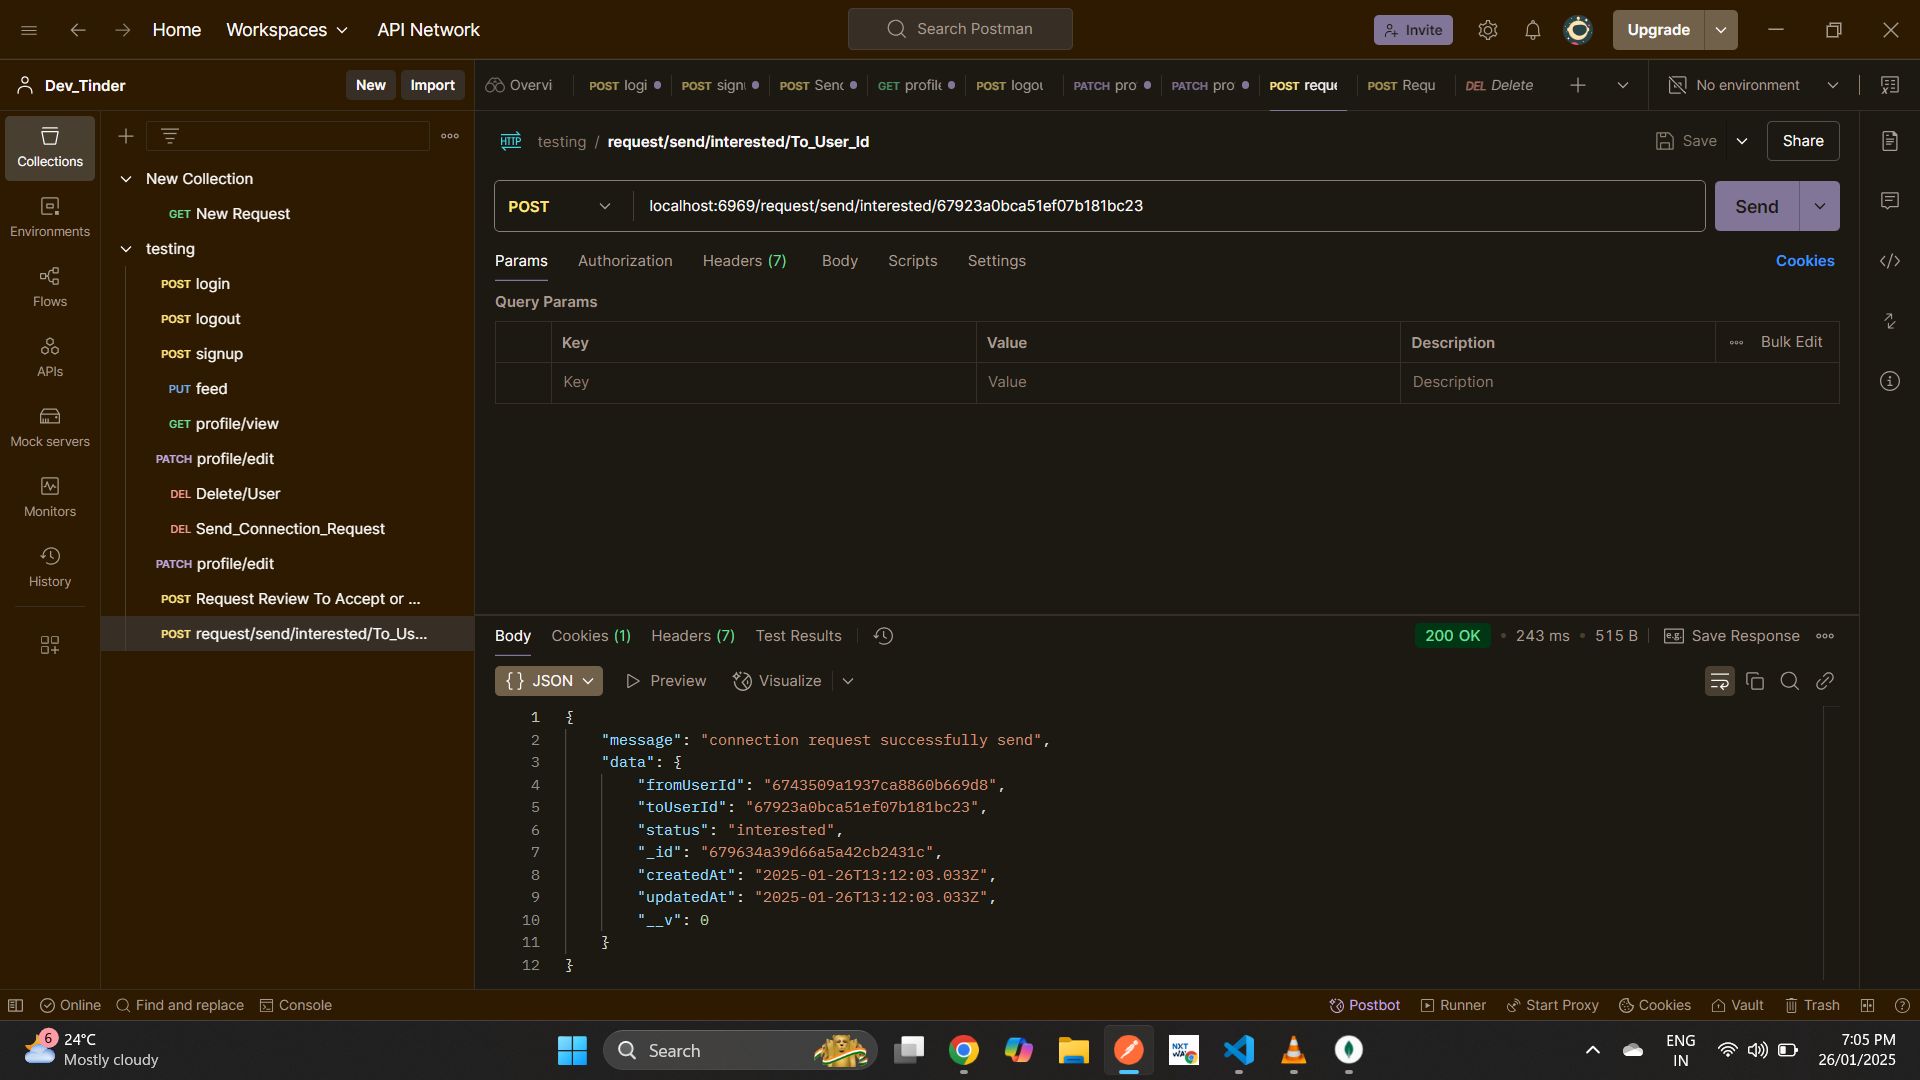 Home Workspaces API Network Search Postman Invite Upgrade
Dev_Tinder New Import Overvi POST logi POST sign POST Send GET profile POST logou PATCH pro PATCH pro POST reque POST Requ DEL Delete No environment
Collections
Environments
Flows
APIs
Mock servers
Monitors
History
New Collection
GET New Request
testing
POST login
POST logout
POST signup
PUT feed
GET profile/view
PATCH profile/edit
DEL Delete/User
DEL Send_Connection_Request
PATCH profile/edit
POST Request Review To Accept or ...
POST request/send/interested/To_Us...
HTTP testing / request/send/interested/To_User_Id Save Share
POST localhost:6969/request/send/interested/67923a0bca51ef07b181bc23 Send
Params Authorization Headers (7) Body Scripts Settings Cookies
Query Params
Key Value Description Bulk Edit
Key Value Description
Body Cookies (1) Headers (7) Test Results 200 OK • 243 ms • 515 B e.g. Save Response
{} JSON Preview Visualize
1 {
2 "message": "connection request successfully send",
3 "data": {
4 "fromUserId": "6743509a1937ca8860b669d8",
5 "toUserId": "67923a0bca51ef07b181bc23",
6 "status": "interested",
7 "_id": "679634a39d66a5a42cb2431c",
8 "createdAt": "2025-01-26T13:12:03.033Z",
9 "updatedAt": "2025-01-26T13:12:03.033Z",
10 "__v": 0
11 }
12 }
Online Find and replace Console Postbot Runner Start Proxy Cookies Vault Trash
6 24°C
Mostly cloudy
Search
NXT WAVE
ENG
IN
7:05 PM
26/01/2025